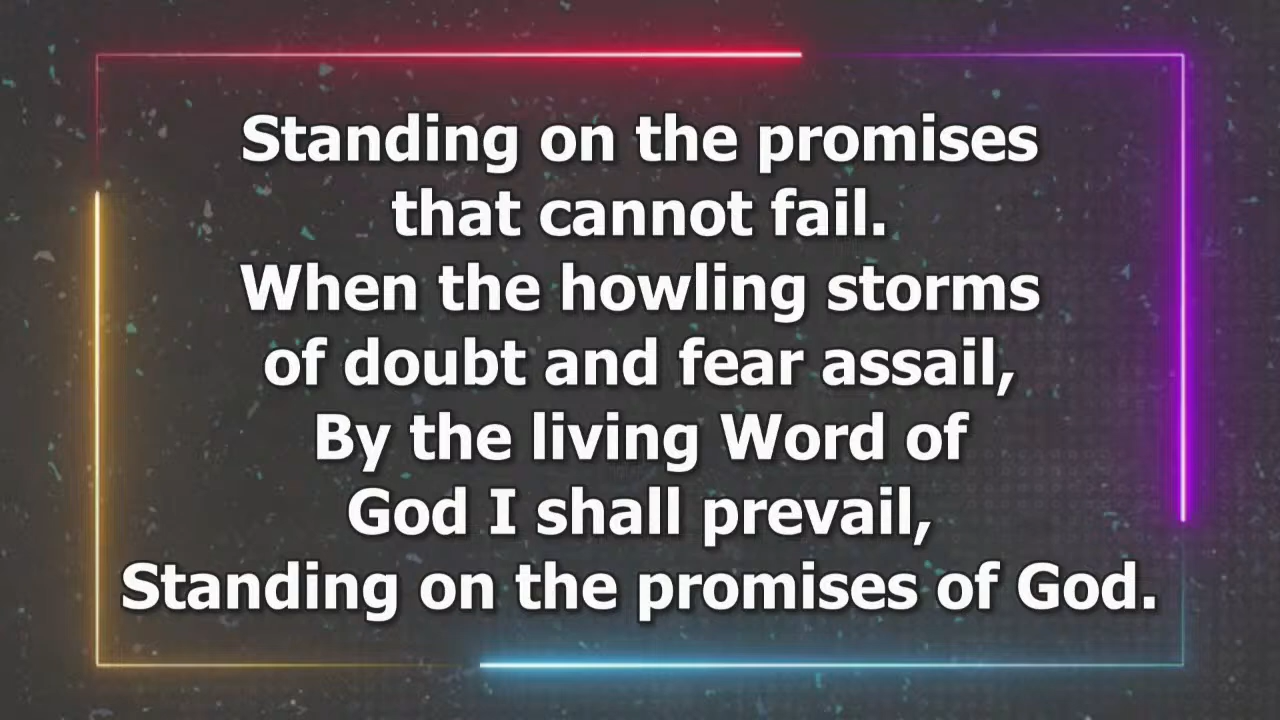 Standing on the promises
that cannot fail.
When the howling storms
of doubt and fear assail,
By the living Word of
God I shall prevail,
Standing on the promises of God.